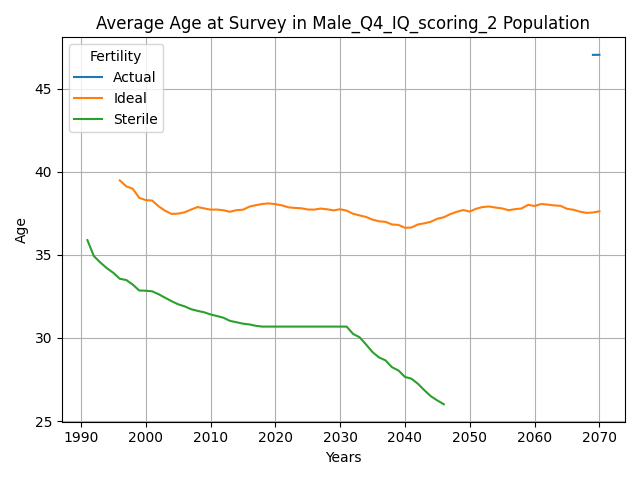 Average Age at Survey in Male_Q4_IQ_scoring_2 Population
Fertility
Actual
Ideal
Sterile
45
40
35
30
25
Age
1990
2000
2010
2020
2030
2040
2050
2060
2070
Years